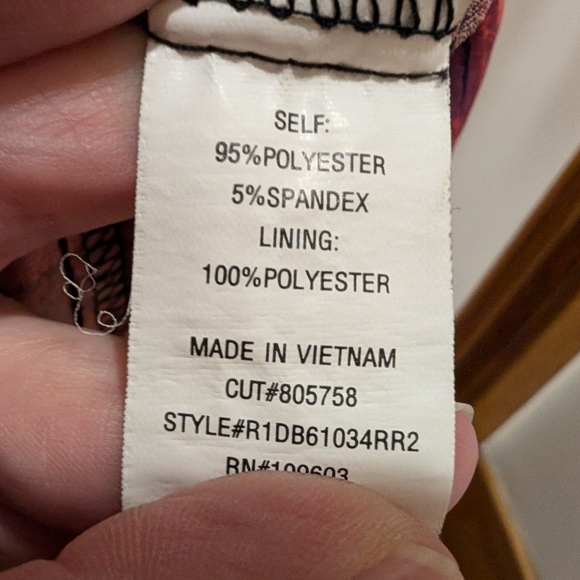 SELF:
95%POLYESTER
5%SPANDEX
LINING:
100%POLYESTER
MADE IN VIETNAM
CUT#805758
STYLE#R1DB61034RR2